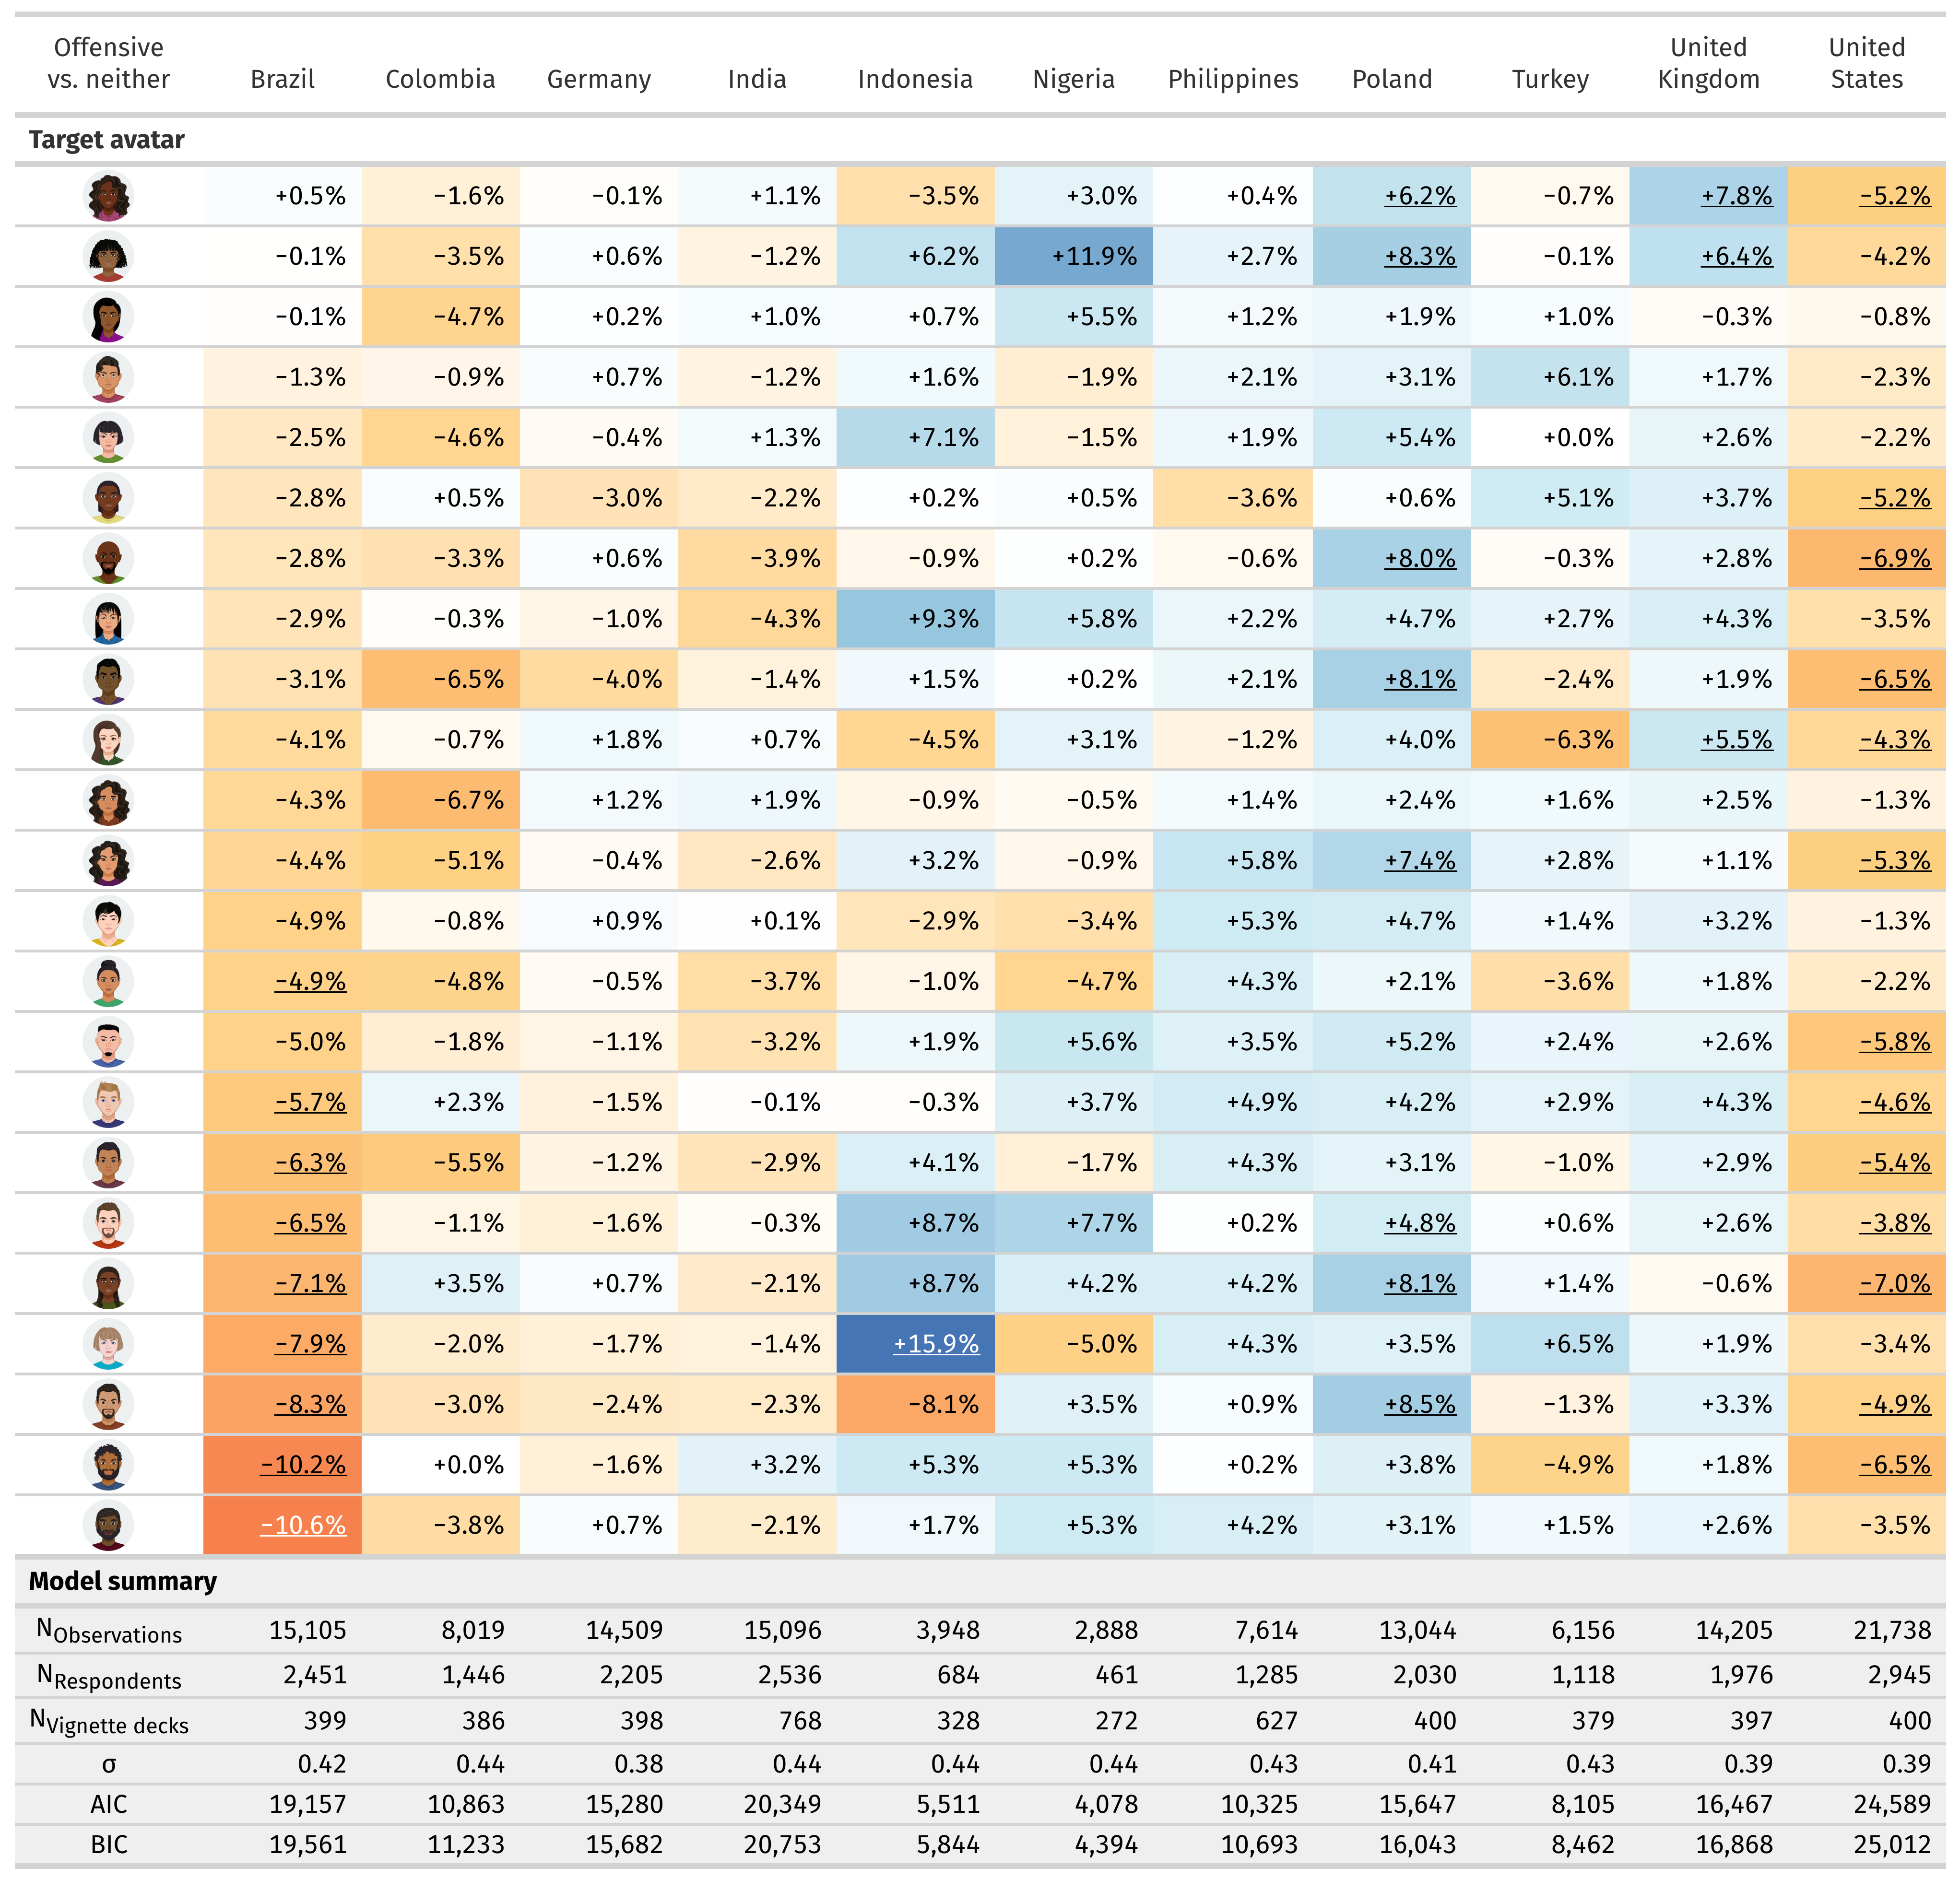 Offensive vs. neither Brazil Colombia Germany India Indonesia Nigeria Philippines Poland Turkey United Kingdom United States
Target avatar
+0.5% −1.6% −0.1% +1.1% −3.5% +3.0% +0.4% +6.2% −0.7% +7.8% −5.2%
−0.1% −3.5% +0.6% −1.2% +6.2% +11.9% +2.7% +8.3% −0.1% +6.4% −4.2%
−0.1% −4.7% +0.2% +1.0% +0.7% +5.5% +1.2% +1.9% +1.0% −0.3% −0.8%
−1.3% −0.9% +0.7% −1.2% +1.6% −1.9% +2.1% +3.1% +6.1% +1.7% −2.3%
−2.5% −4.6% −0.4% +1.3% +7.1% −1.5% +1.9% +5.4% +0.0% +2.6% −2.2%
−2.8% +0.5% −3.0% −2.2% +0.2% +0.5% −3.6% +0.6% +5.1% +3.7% −5.2%
−2.8% −3.3% +0.6% −3.9% −0.9% +0.2% −0.6% +8.0% −0.3% +2.8% −6.9%
−2.9% −0.3% −1.0% −4.3% +9.3% +5.8% +2.2% +4.7% +2.7% +4.3% −3.5%
−3.1% −6.5% −4.0% −1.4% +1.5% +0.2% +2.1% +8.1% −2.4% +1.9% −6.5%
−4.1% −0.7% +1.8% +0.7% −4.5% +3.1% −1.2% +4.0% −6.3% +5.5% −4.3%
−4.3% −6.7% +1.2% +1.9% −0.9% −0.5% +1.4% +2.4% +1.6% +2.5% −1.3%
−4.4% −5.1% −0.4% −2.6% +3.2% −0.9% +5.8% +7.4% +2.8% +1.1% −5.3%
−4.9% −0.8% +0.9% +0.1% −2.9% −3.4% +5.3% +4.7% +1.4% +3.2% −1.3%
−4.9% −4.8% −0.5% −3.7% −1.0% −4.7% +4.3% +2.1% −3.6% +1.8% −2.2%
−5.0% −1.8% −1.1% −3.2% +1.9% +5.6% +3.5% +5.2% +2.4% +2.6% −5.8%
−5.7% +2.3% −1.5% −0.1% −0.3% +3.7% +4.9% +4.2% +2.9% +4.3% −4.6%
−6.3% −5.5% −1.2% −2.9% +4.1% −1.7% +4.3% +3.1% −1.0% +2.9% −5.4%
−6.5% −1.1% −1.6% −0.3% +8.7% +7.7% +0.2% +4.8% +0.6% +2.6% −3.8%
−7.1% +3.5% +0.7% −2.1% +8.7% +4.2% +4.2% +8.1% +1.4% −0.6% −7.0%
−7.9% −2.0% −1.7% −1.4% +15.9% −5.0% +4.3% +3.5% +6.5% +1.9% −3.4%
−8.3% −3.0% −2.4% −2.3% −8.1% +3.5% +0.9% +8.5% −1.3% +3.3% −4.9%
−10.2% +0.0% −1.6% +3.2% +5.3% +5.3% +0.2% +3.8% −4.9% +1.8% −6.5%
−10.6% −3.8% +0.7% −2.1% +1.7% +5.3% +4.2% +3.1% +1.5% +2.6% −3.5%
Model summary
NObservations 15,105 8,019 14,509 15,096 3,948 2,888 7,614 13,044 6,156 14,205 21,738
NRespondents 2,451 1,446 2,205 2,536 684 461 1,285 2,030 1,118 1,976 2,945
NVignette decks 399 386 398 768 328 272 627 400 379 397 400
σ 0.42 0.44 0.38 0.44 0.44 0.44 0.43 0.41 0.43 0.39 0.39
AIC 19,157 10,863 15,280 20,349 5,511 4,078 10,325 15,647 8,105 16,467 24,589
BIC 19,561 11,233 15,682 20,753 5,844 4,394 10,693 16,043 8,462 16,868 25,012